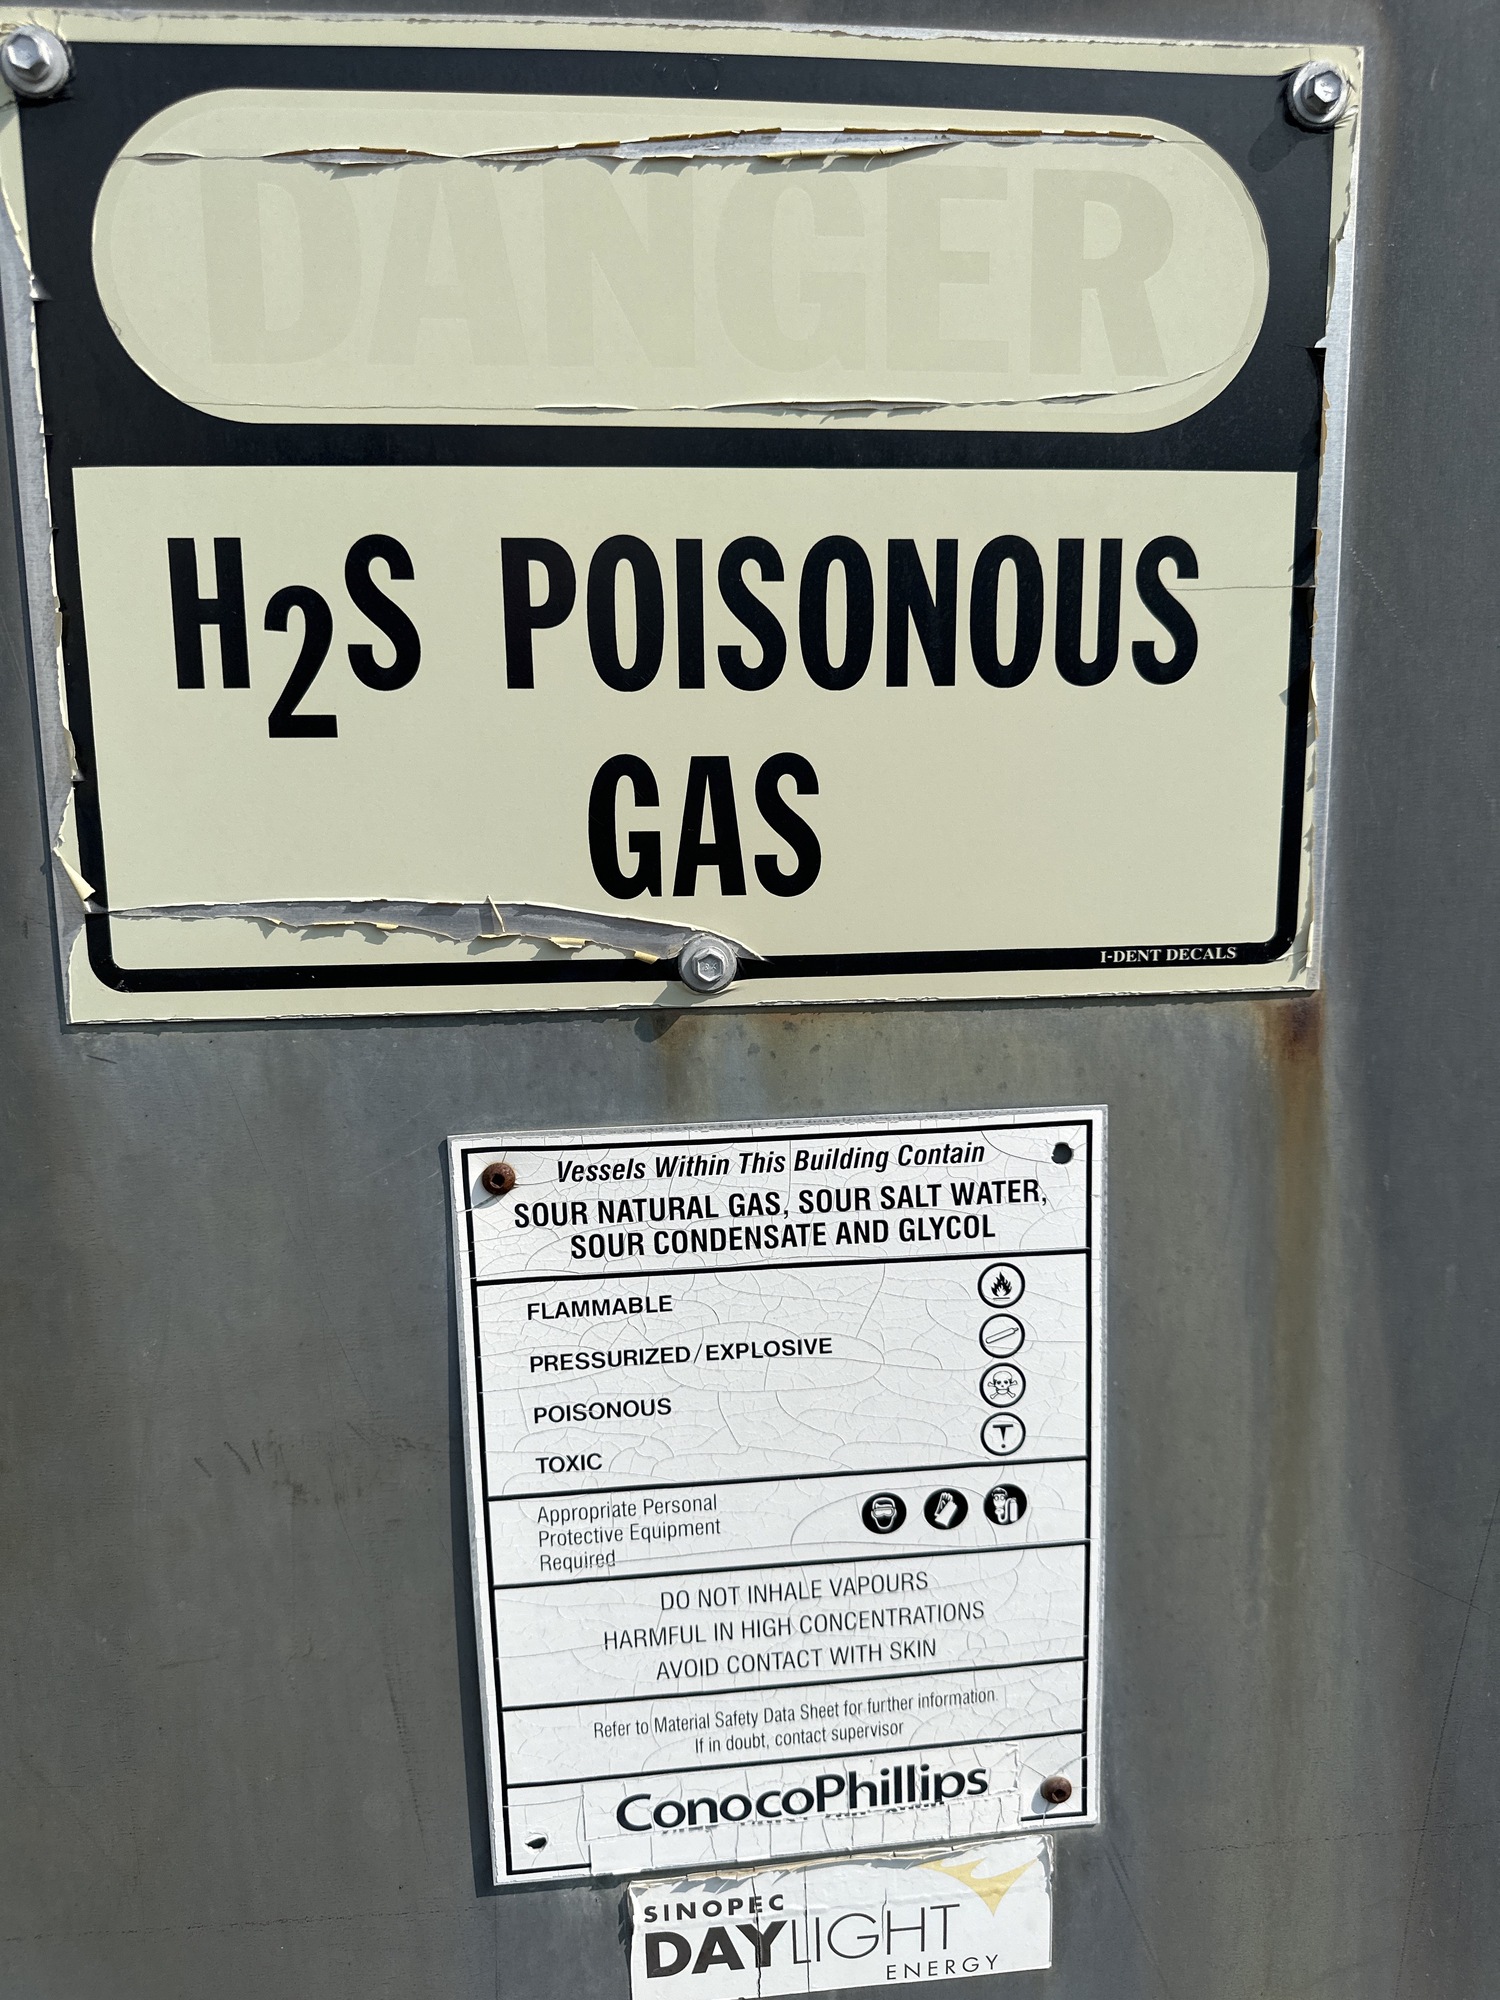 DANGER
H2S POISONOUS
GAS
I-DENT DECALS
Vessels Within This Building Contain
SOUR NATURAL GAS, SOUR SALT WATER,
SOUR CONDENSATE AND GLYCOL
FLAMMABLE
PRESSURIZED/EXPLOSIVE
POISONOUS
TOXIC
Appropriate Personal
Protective Equipment
Required
DO NOT INHALE VAPOURS
HARMFUL IN HIGH CONCENTRATIONS
AVOID CONTACT WITH SKIN
Refer to Material Safety Data Sheet for further information.
If in doubt, contact supervisor
ConocoPhillips
SINOPEC
DAYLIGHT
ENERGY